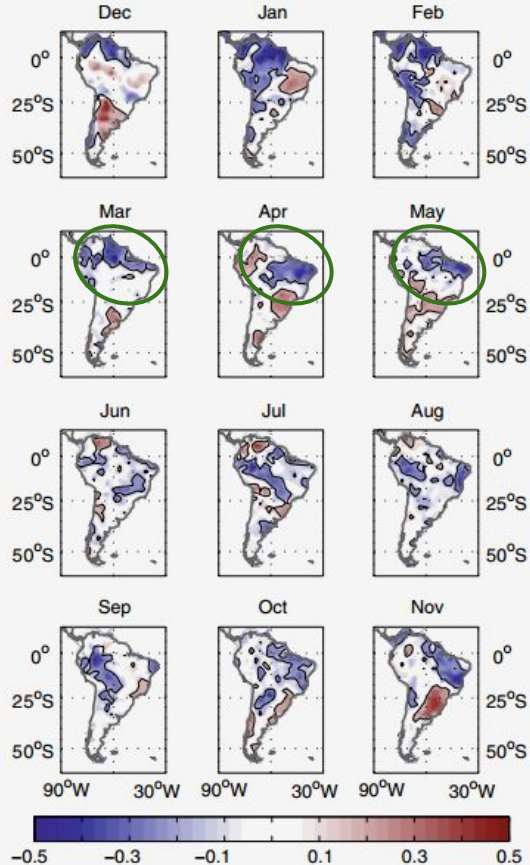 Dec Jan Feb
0° 0°
25°S 25°S
50°S 50°S
Mar Apr May
0° 0°
25°S 25°S
50°S 50°S
Jun Jul Aug
0° 0°
25°S 25°S
50°S 50°S
Sep Oct Nov
0° 0°
25°S 25°S
50°S 50°S
90°W 30°W 90°W 30°W 90°W 30°W
−0.5 −0.3 −0.1 0.1 0.3 0.5